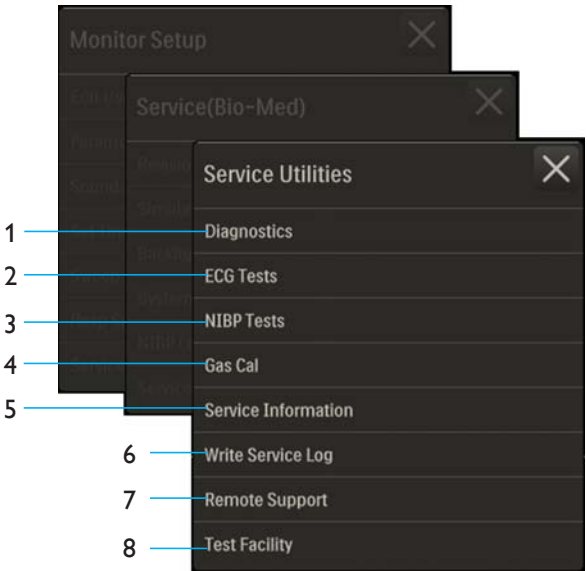 Monitor Setup
Service(Bio-Med)
Service Utilities
1 Diagnostics
2 ECG Tests
3 NIBP Tests
4 Gas Cal
5 Service Information
6 Write Service Log
7 Remote Support
8 Test Facility